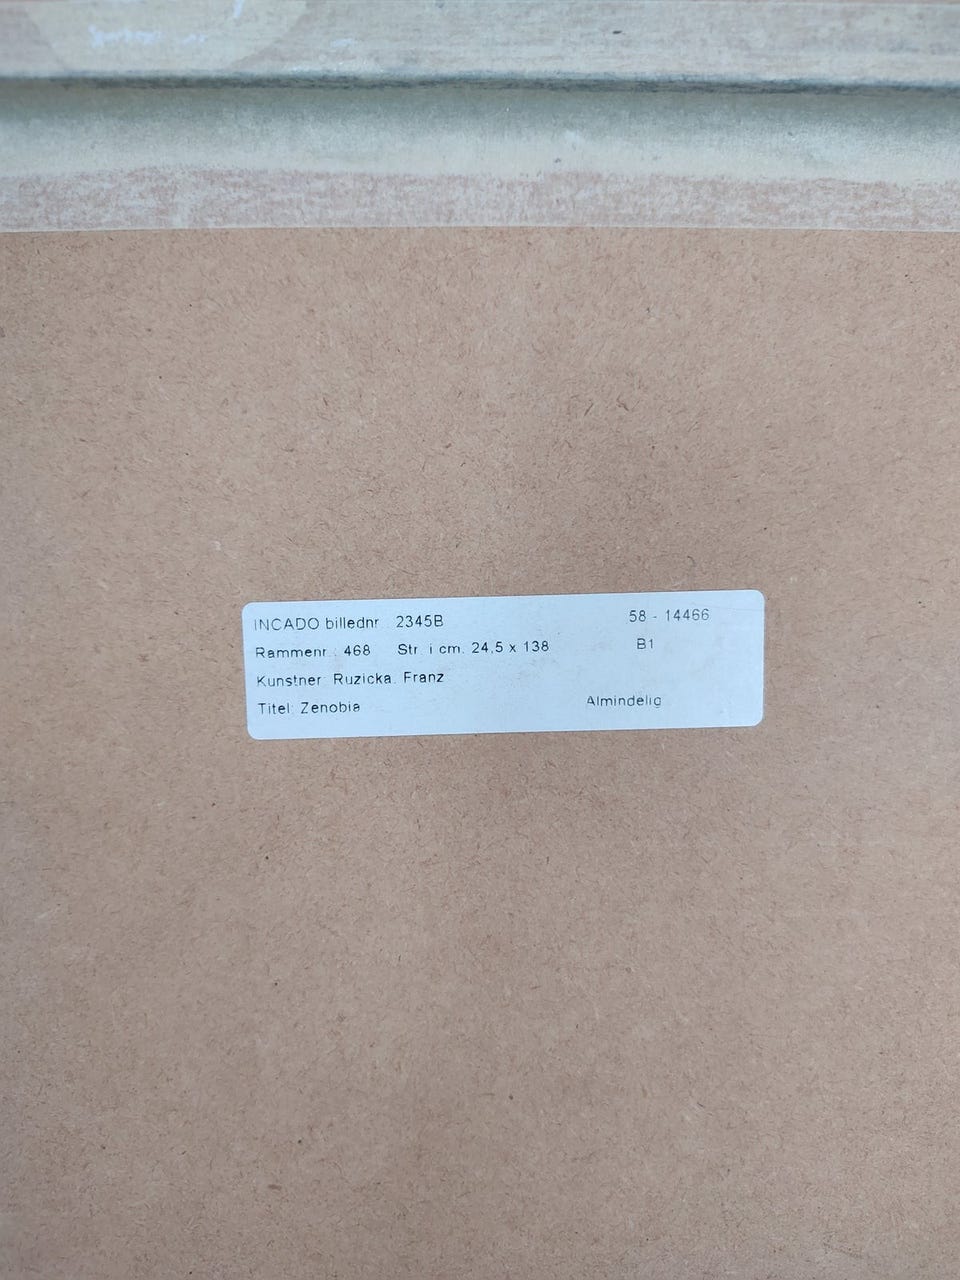 INCADO billednr. 2345B 58 - 14466
Rammenr.: 468 Str. i cm. 24,5 x 138 B1
Kunstner: Ruzicka. Franz
Titel: Zenobia Almindelig